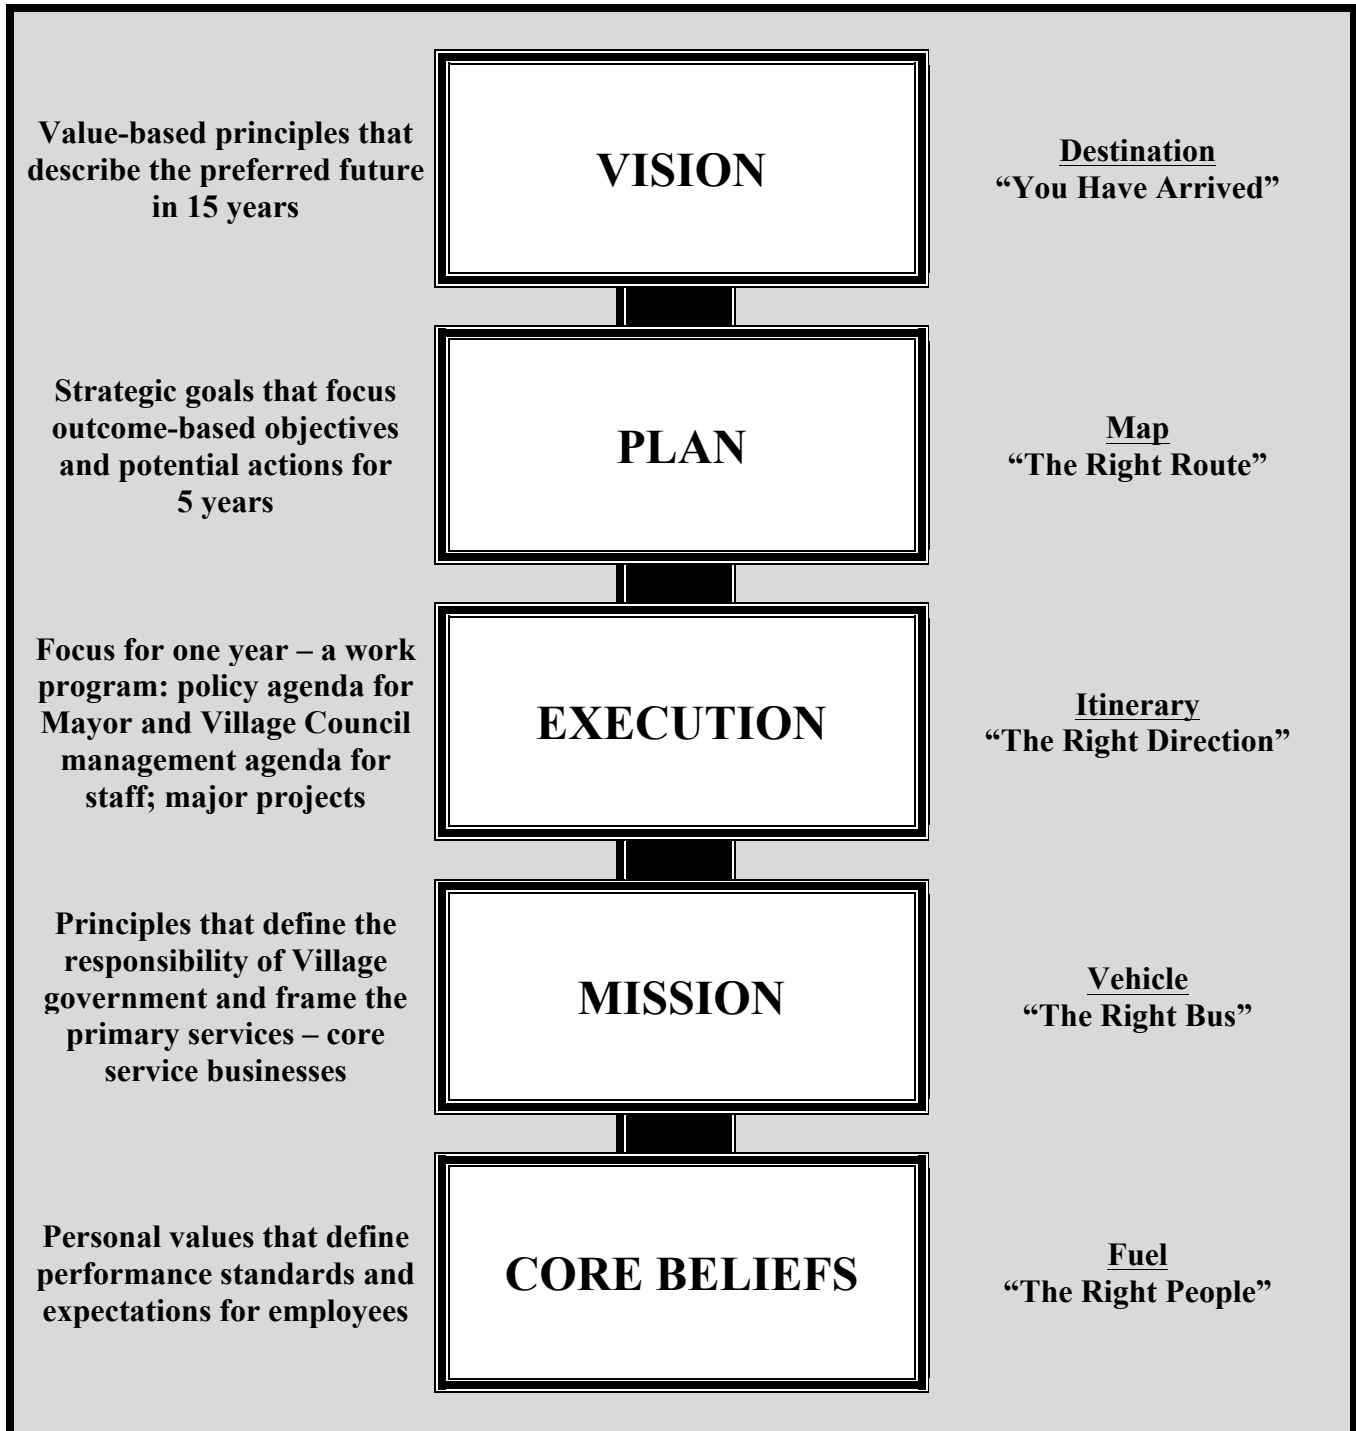 Value-based principles that
describe the preferred future
in 15 years
VISION
Destination
“You Have Arrived”
Strategic goals that focus
outcome-based objectives
and potential actions for
5 years
PLAN
Map
“The Right Route”
Focus for one year – a work
program: policy agenda for
Mayor and Village Council
management agenda for
staff; major projects
EXECUTION
Itinerary
“The Right Direction”
Principles that define the
responsibility of Village
government and frame the
primary services – core
service businesses
MISSION
Vehicle
“The Right Bus”
Personal values that define
performance standards and
expectations for employees
CORE BELIEFS
Fuel
“The Right People”